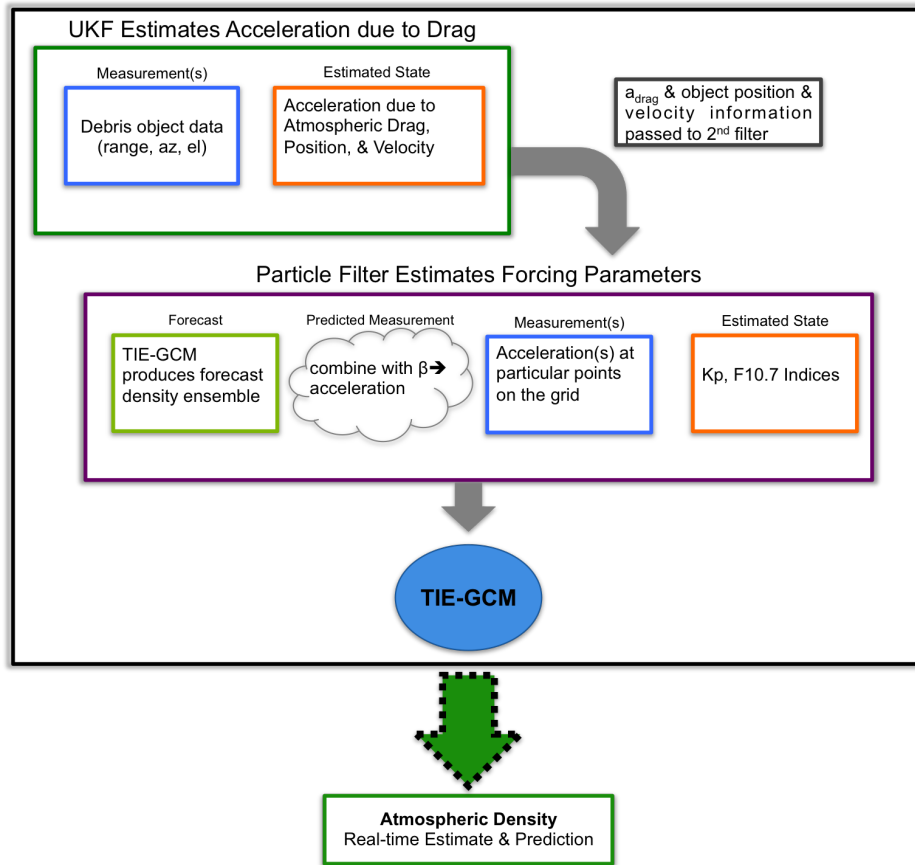 UKF Estimates Acceleration due to Drag
Measurement(s)
Debris object data
(range, az, el)
Estimated State
Acceleration due to
Atmospheric Drag,
Position, & Velocity
a_drag & object position &
velocity information
passed to 2nd filter
Particle Filter Estimates Forcing Parameters
Forecast
TIE-GCM
produces forecast
density ensemble
Predicted Measurement
combine with β➔
acceleration
Measurement(s)
Acceleration(s) at
particular points
on the grid
Estimated State
Kp, F10.7 Indices
TIE-GCM
Atmospheric Density
Real-time Estimate & Prediction